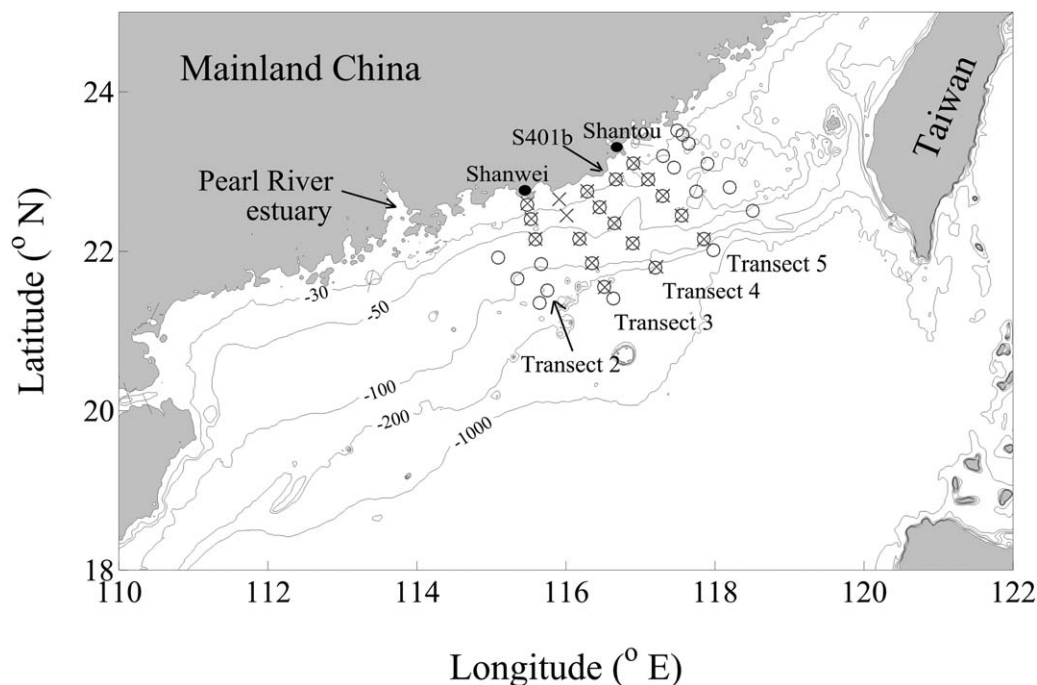 Mainland China
Taiwan
24
S401b
Shantou
Shanwei
Pearl River
estuary
22
Transect 5
-30
Transect 4
-50
Transect 3
Transect 2
-100
20
-200
-1000
18
110
112
114
116
118
120
122
Latitude (° N)
Longitude (° E)